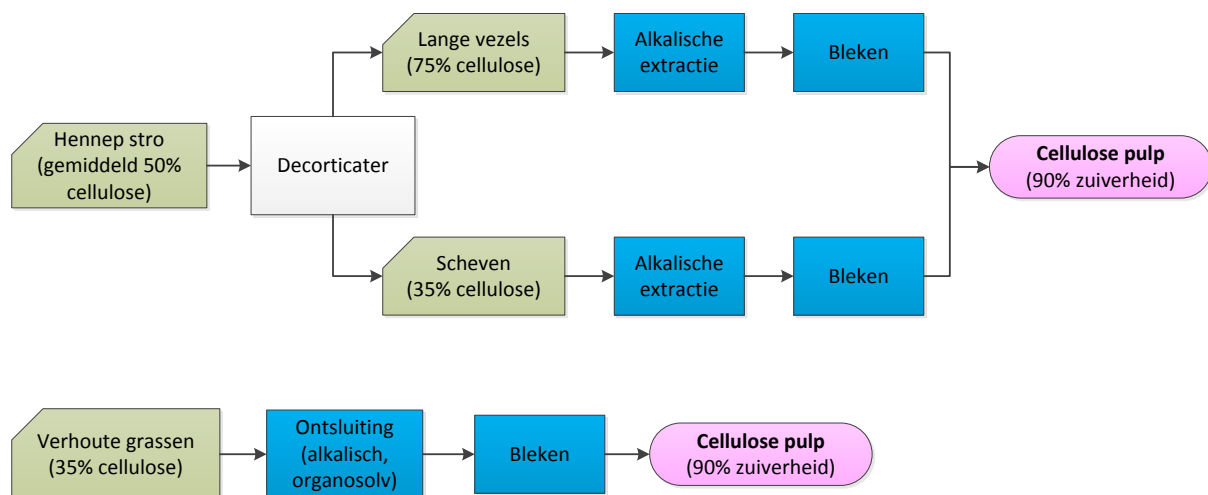 Hennep stro
(gemiddeld 50%
cellulose)
Decorticater
Lange vezels
(75% cellulose)
Alkalische
extractie
Bleken
Scheven
(35% cellulose)
Alkalische
extractie
Bleken
Cellulose pulp
(90% zuiverheid)
Verhoute grassen
(35% cellulose)
Ontsluiting
(alkalisch,
organosolv)
Bleken
Cellulose pulp
(90% zuiverheid)